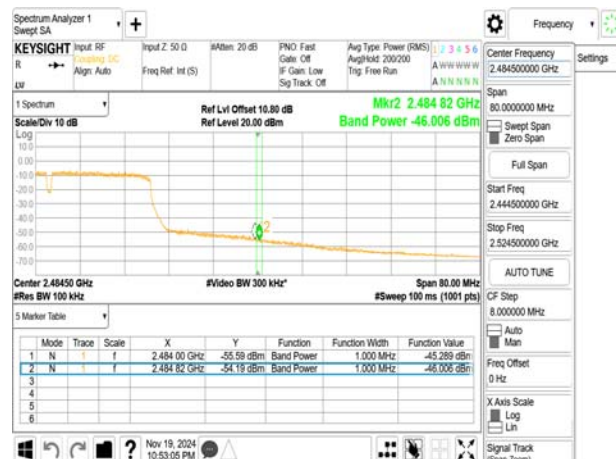 Spectrum Analyzer 1
Swept SA
Frequency
KEYSIGHT
Input: RF
Coupling: DC
Align: Auto
Input Z: 50 Ω
Freq Ref: Int (S)
#Atten: 20 dB
PNO: Fast
Gate: Off
IF Gain: Low
Sig Track: Off
Avg Type: Power (RMS)
Avg|Hold: 200/200
Trig: Free Run
1 2 3 4 5 6
A W W W W W
A N N N N N
R
LXI
1 Spectrum
Scale/Div 10 dB
Ref Lvl Offset 10.80 dB
Ref Level 20.00 dBm
Mkr2 2.484 82 GHz
Band Power -46.006 dBm
Log
10.0
0.00
-10.0
-20.0
-30.0
-40.0
-50.0
-60.0
-70.0
2
Center 2.48450 GHz
#Res BW 100 kHz
#Video BW 300 kHz*
Span 80.00 MHz
#Sweep 100 ms (1001 pts)
5 Marker Table
Mode Trace Scale X Y Function Function Width Function Value
1 N 1 f 2.484 00 GHz -55.59 dBm Band Power 1.000 MHz -45.289 dBm
2 N 1 f 2.484 82 GHz -54.19 dBm Band Power 1.000 MHz -46.006 dBm
3
4
5
6
Nov 19, 2024
10:53:05 PM
Center Frequency
2.484500000 GHz
Settings
Span
80.0000000 MHz
Swept Span
Zero Span
Full Span
Start Freq
2.444500000 GHz
Stop Freq
2.524500000 GHz
AUTO TUNE
CF Step
8.000000 MHz
Auto
Man
Freq Offset
0 Hz
X Axis Scale
Log
Lin
Signal Track
(Span Zoom)